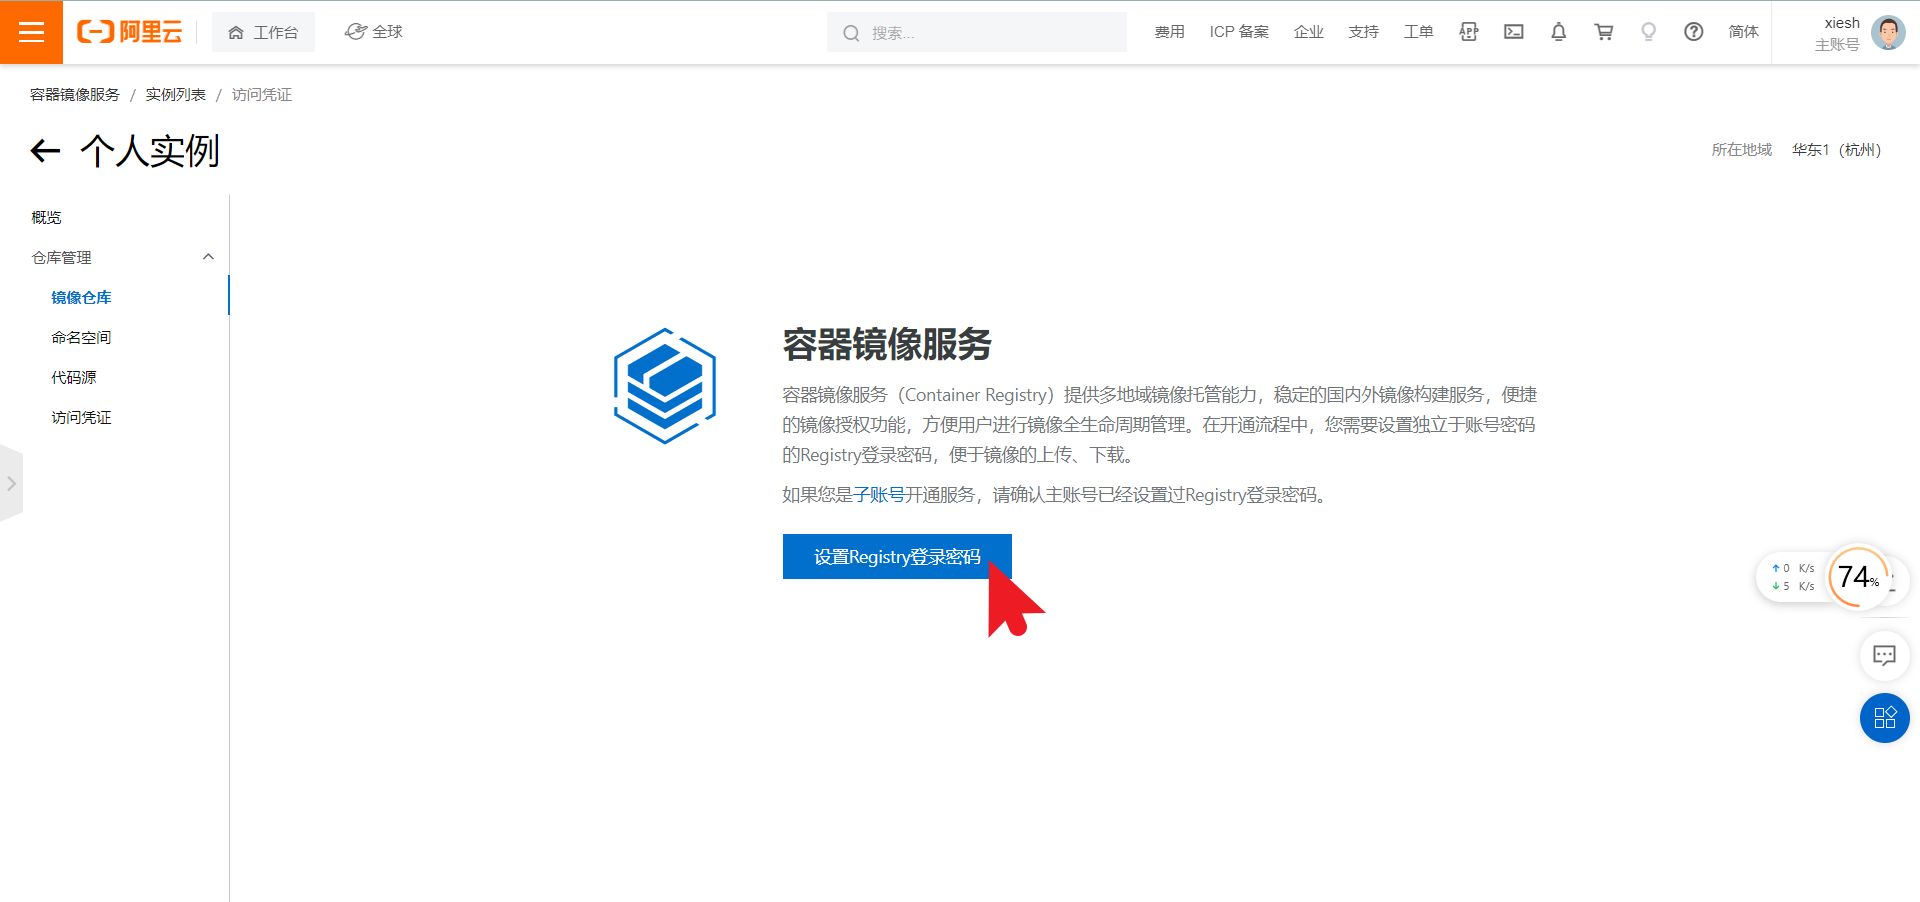 阿里云
工作台
全球
搜索...
费用
ICP 备案
企业
支持
工单
APP
简体
xiesh
主账号
容器镜像服务 / 实例列表 / 访问凭证
个人实例
所在地域 华东1（杭州）
概览
仓库管理
镜像仓库
命名空间
代码源
访问凭证
容器镜像服务
容器镜像服务（Container Registry）提供多地域镜像托管能力，稳定的国内外镜像构建服务，便捷
的镜像授权功能，方便用户进行镜像全生命周期管理。在开通流程中，您需要设置独立于账号密码
的Registry登录密码，便于镜像的上传、下载。
如果您是子账号开通服务，请确认主账号已经设置过Registry登录密码。
设置Registry登录密码
↑ 0 K/s
↓ 5 K/s
74%